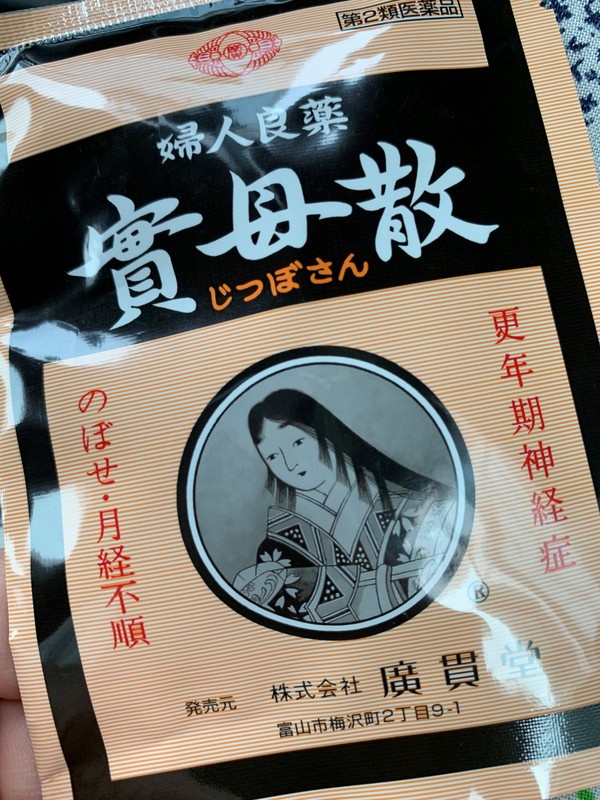 第2類医薬品
廣
婦人良薬
實母散
じつぼさん
更年期神経症
のぼせ・月経不順
®
発売元 株式会社 廣貫堂
富山市梅沢町2丁目9-1